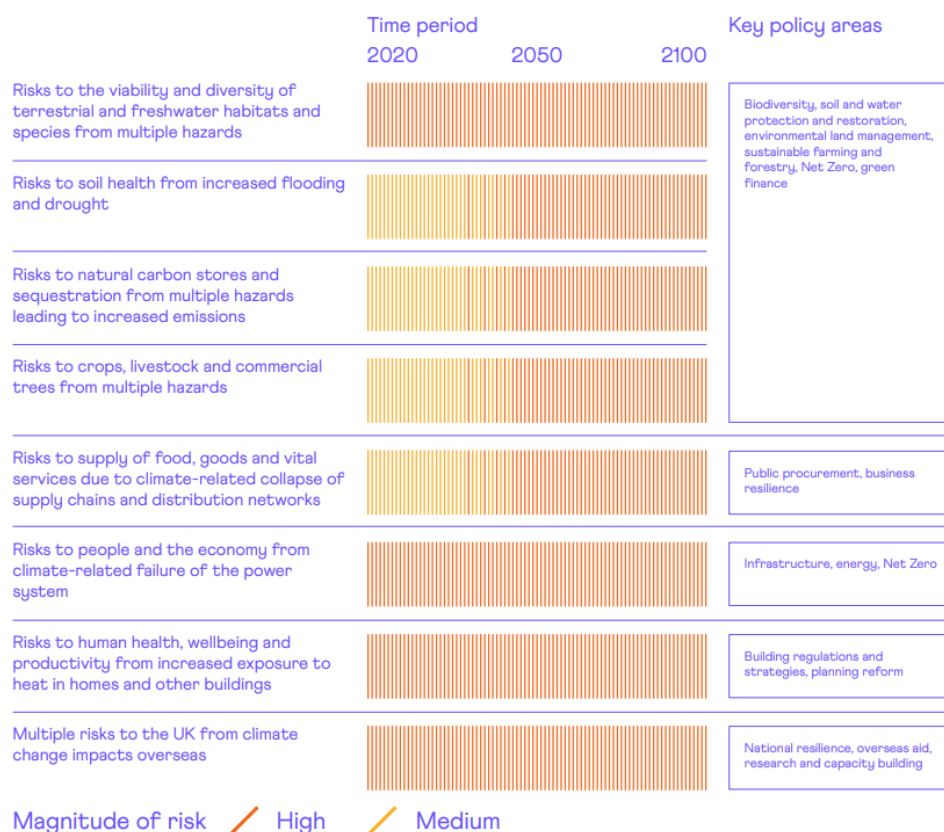 Time period
Key policy areas
2020
2050
2100
Risks to the viability and diversity of
terrestrial and freshwater habitats and
species from multiple hazards
Biodiversity, soil and water
protection and restoration,
environmental land management,
sustainable farming and
forestry, Net Zero, green
finance
Risks to soil health from increased flooding
and drought
Risks to natural carbon stores and
sequestration from multiple hazards
leading to increased emissions
Risks to crops, livestock and commercial
trees from multiple hazards
Risks to supply of food, goods and vital
services due to climate-related collapse of
supply chains and distribution networks
Public procurement, business
resilience
Risks to people and the economy from
climate-related failure of the power
system
Infrastructure, energy, Net Zero
Risks to human health, wellbeing and
productivity from increased exposure to
heat in homes and other buildings
Building regulations and
strategies, planning reform
Multiple risks to the UK from climate
change impacts overseas
National resilience, overseas aid,
research and capacity building
Magnitude of risk
High
Medium